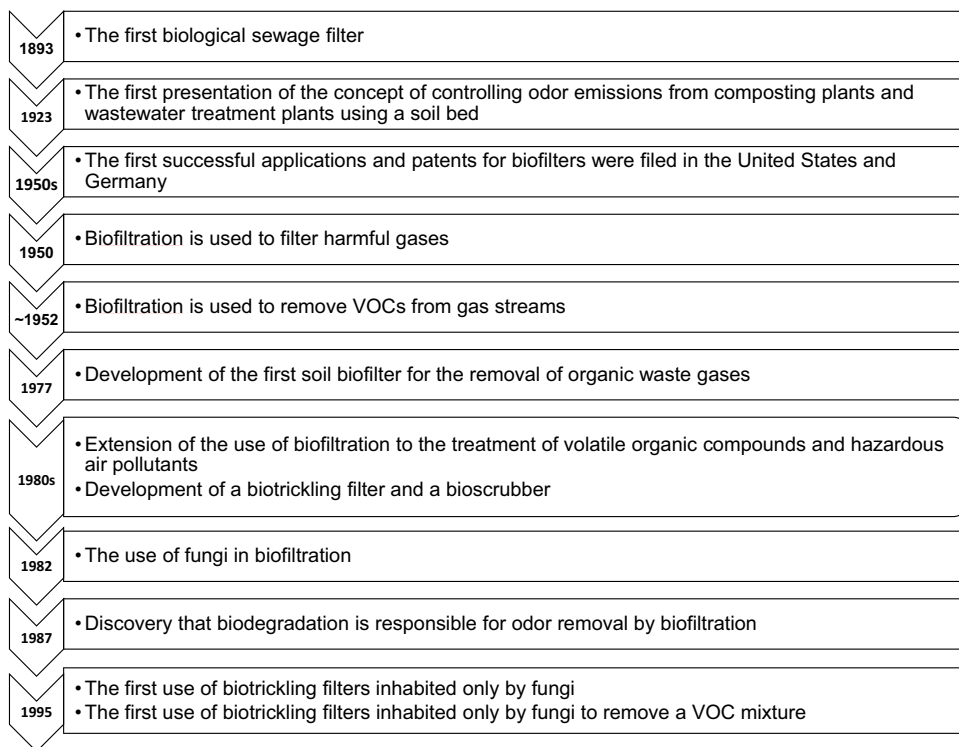 1893
• The first biological sewage filter
1923
• The first presentation of the concept of controlling odor emissions from composting plants and
wastewater treatment plants using a soil bed
1950s
• The first successful applications and patents for biofilters were filed in the United States and
Germany
1950
• Biofiltration is used to filter harmful gases
~1952
• Biofiltration is used to remove VOCs from gas streams
1977
• Development of the first soil biofilter for the removal of organic waste gases
1980s
• Extension of the use of biofiltration to the treatment of volatile organic compounds and hazardous
air pollutants
• Development of a biotrickling filter and a bioscrubber
1982
• The use of fungi in biofiltration
1987
• Discovery that biodegradation is responsible for odor removal by biofiltration
1995
• The first use of biotrickling filters inhabited only by fungi
• The first use of biotrickling filters inhabited only by fungi to remove a VOC mixture